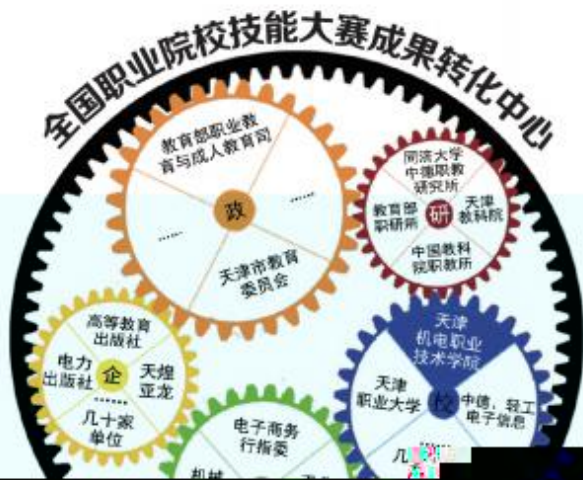 全国职业院校技能大赛成果转化中心
教育部职业教
育与成人教育司
……
……
政
天津市教育
委员会
同济大学
中德职教
研究所
教育部
职研所
研
天津
教科院
中国教科
院职教所
高等教育
出版社
电力
出版社
企
天煌
亚龙
……
几十家
单位
天津
机电职业
技术学院
天津
职业大学
校
中德，轻工
电子信息
……
几
电子商务
行指委
机械